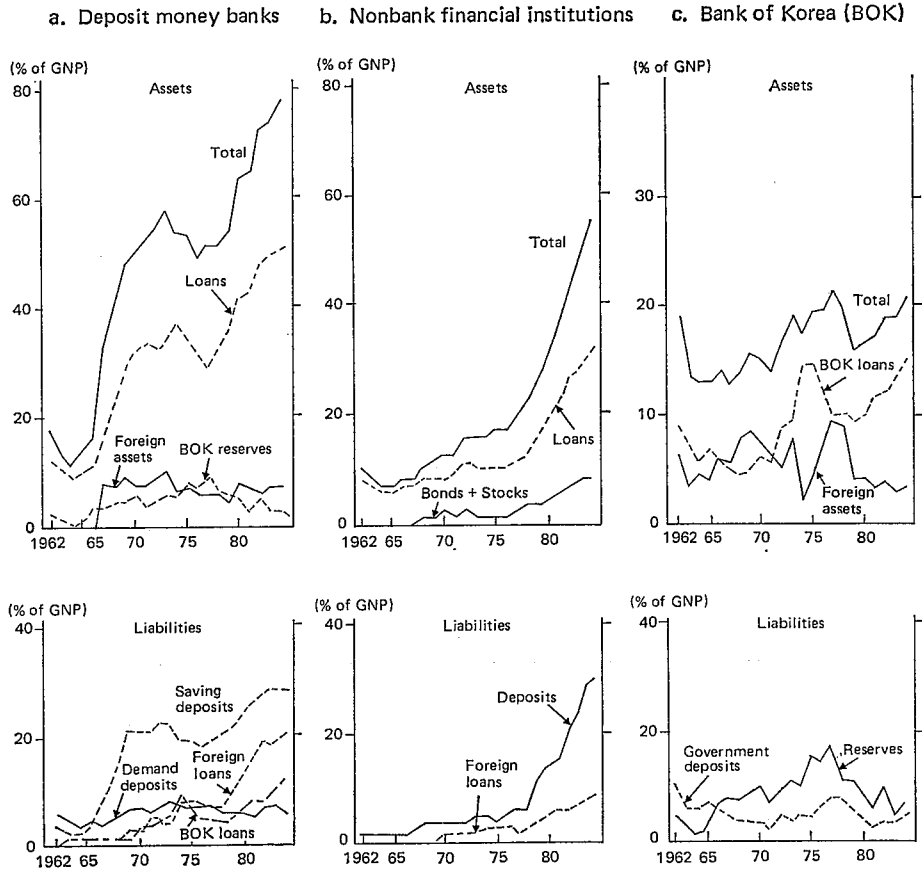 a. Deposit money banks
b. Nonbank financial institutions
c. Bank of Korea (BOK)
(% of GNP)
80
60
40
20
0
Assets
Total
Loans
Foreign
assets
BOK reserves
1962 65 70 75 80
(% of GNP)
80
60
40
20
0
Assets
Total
Loans
Bonds + Stocks
1962 65 70 75 80
(% of GNP)
30
20
10
0
Assets
Total
BOK loans
Foreign
assets
1962 65 70 75 80
(% of GNP)
40
20
0
Liabilities
Saving
deposits
Demand
deposits
Foreign
loans
BOK loans
1962 65 70 75 80
(% of GNP)
40
20
0
Liabilities
Deposits
Foreign
loans
1962 65 70 75 80
(% of GNP)
40
20
0
Liabilities
Government
deposits
Reserves
1962 65 70 75 80